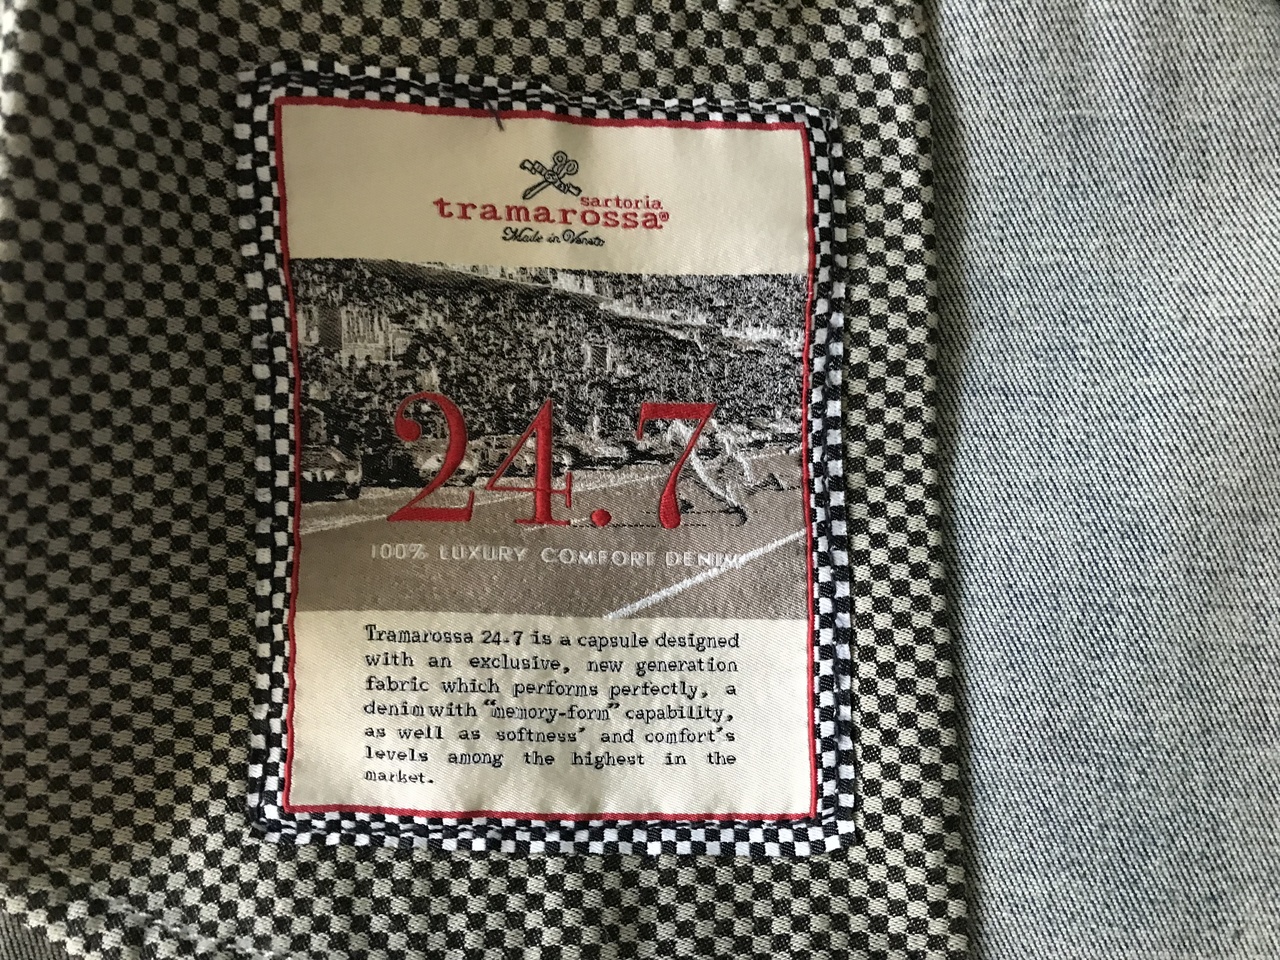 sartoria
tramarossa®
Made in Veneto
24.7
100% LUXURY COMFORT DENIM
Tramarossa 24.7 is a capsule designed
with an exclusive, new generation
fabric which performs perfectly, a
denim with "memory-form" capability,
as well as softness' and comfort's
levels among the highest in the
market.